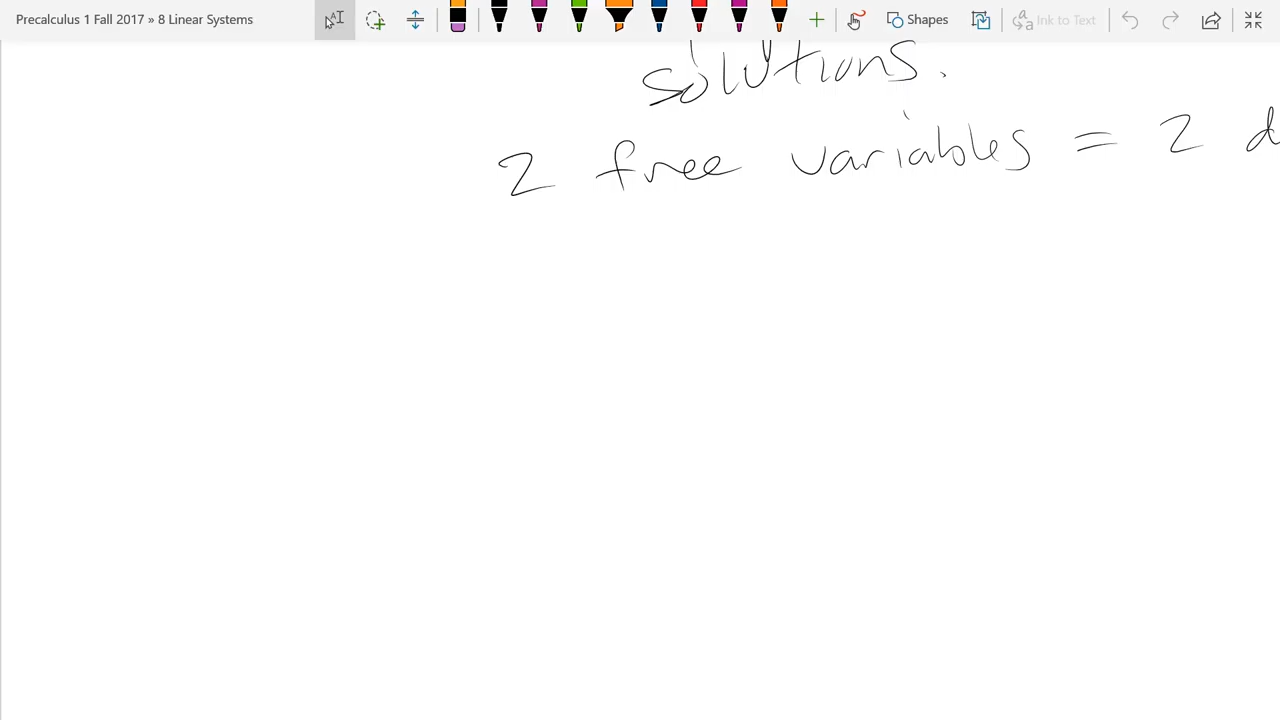 Precalculus 1 Fall 2017 » 8 Linear Systems
Shapes
Ink to Text
solutions.
2 free variables = 2 d